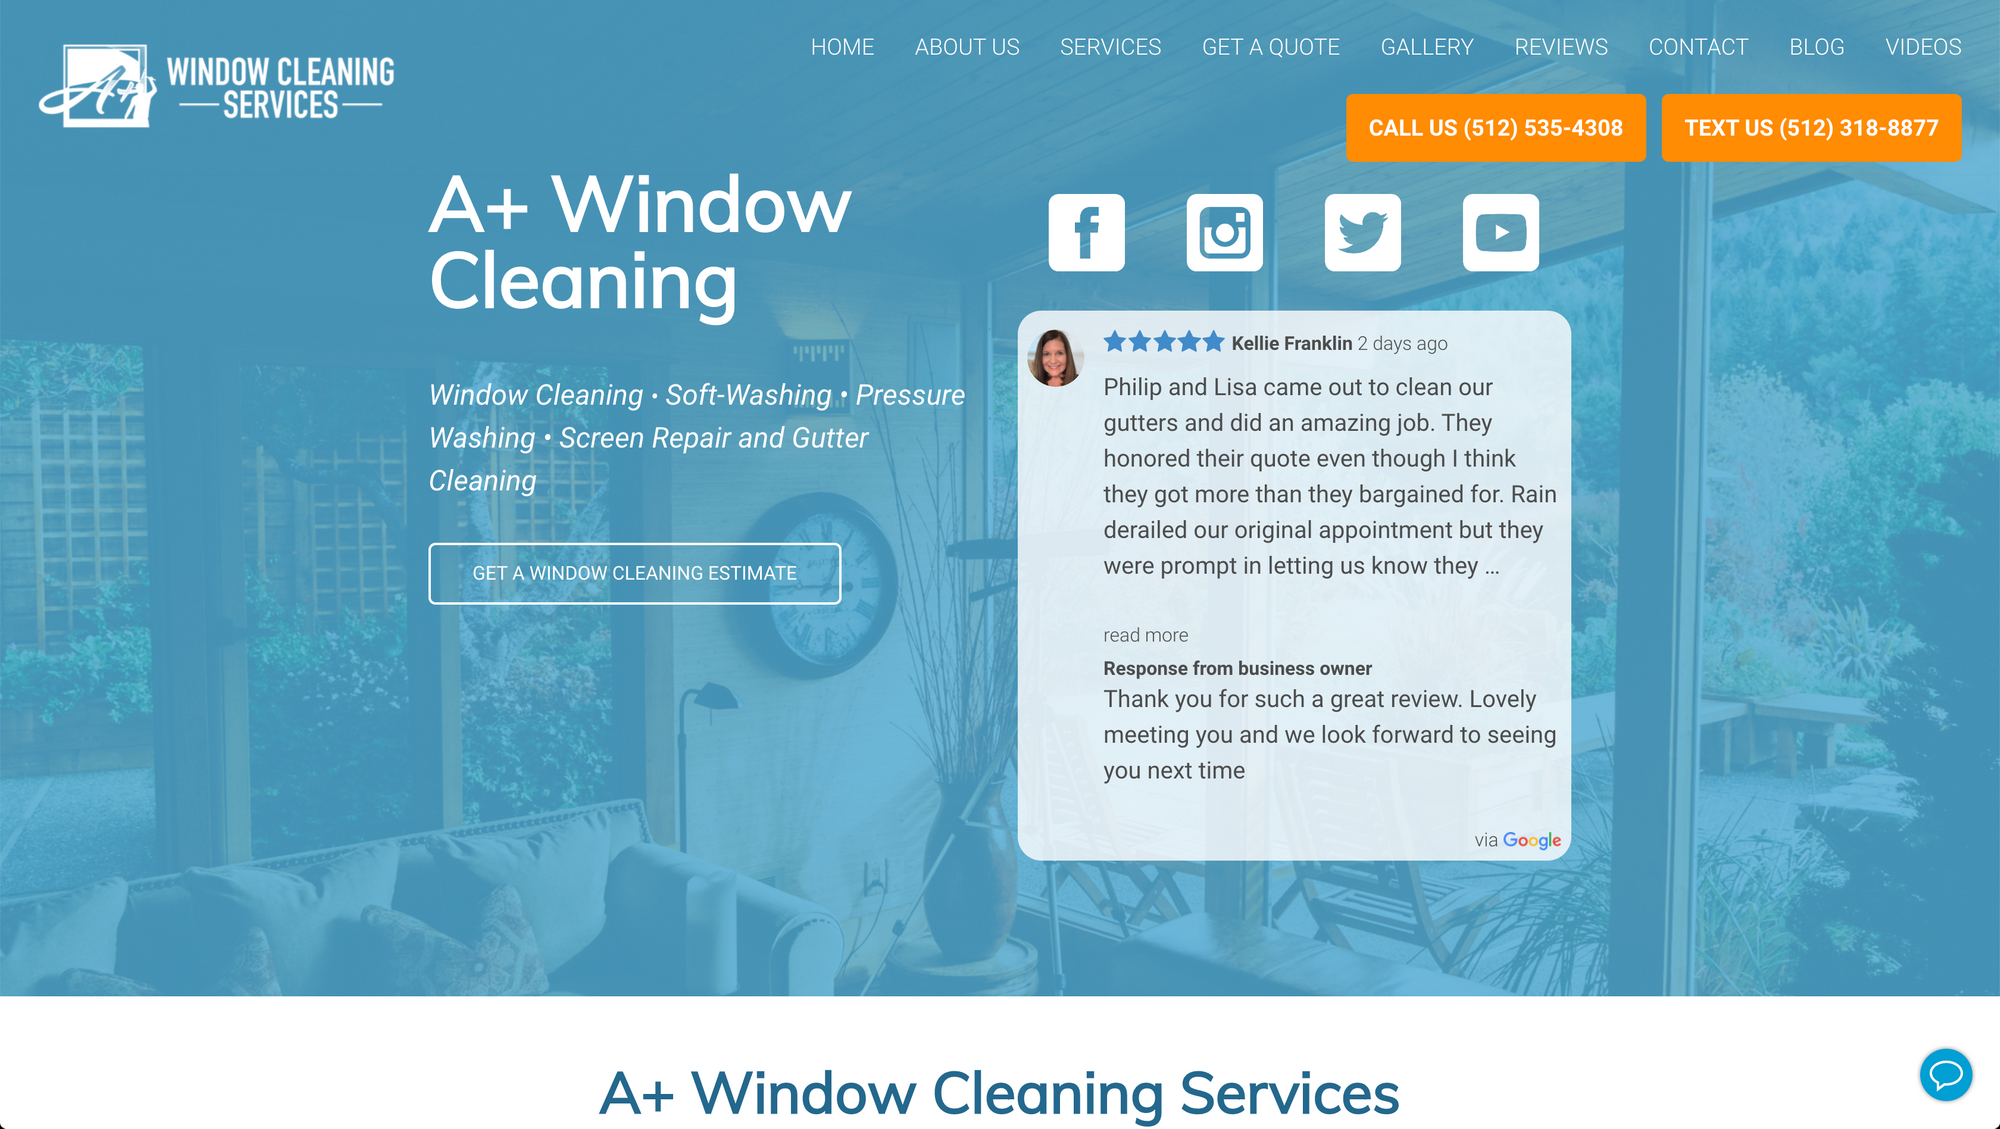 A+ WINDOW CLEANING
SERVICES
HOME ABOUT US SERVICES GET A QUOTE GALLERY REVIEWS CONTACT BLOG VIDEOS
CALL US (512) 535-4308 TEXT US (512) 318-8877
A+ Window
Cleaning
Window Cleaning • Soft-Washing • Pressure
Washing • Screen Repair and Gutter
Cleaning
GET A WINDOW CLEANING ESTIMATE
Kellie Franklin 2 days ago
Philip and Lisa came out to clean our
gutters and did an amazing job. They
honored their quote even though I think
they got more than they bargained for. Rain
derailed our original appointment but they
were prompt in letting us know they ...
read more
Response from business owner
Thank you for such a great review. Lovely
meeting you and we look forward to seeing
you next time
via Google
A+ Window Cleaning Services